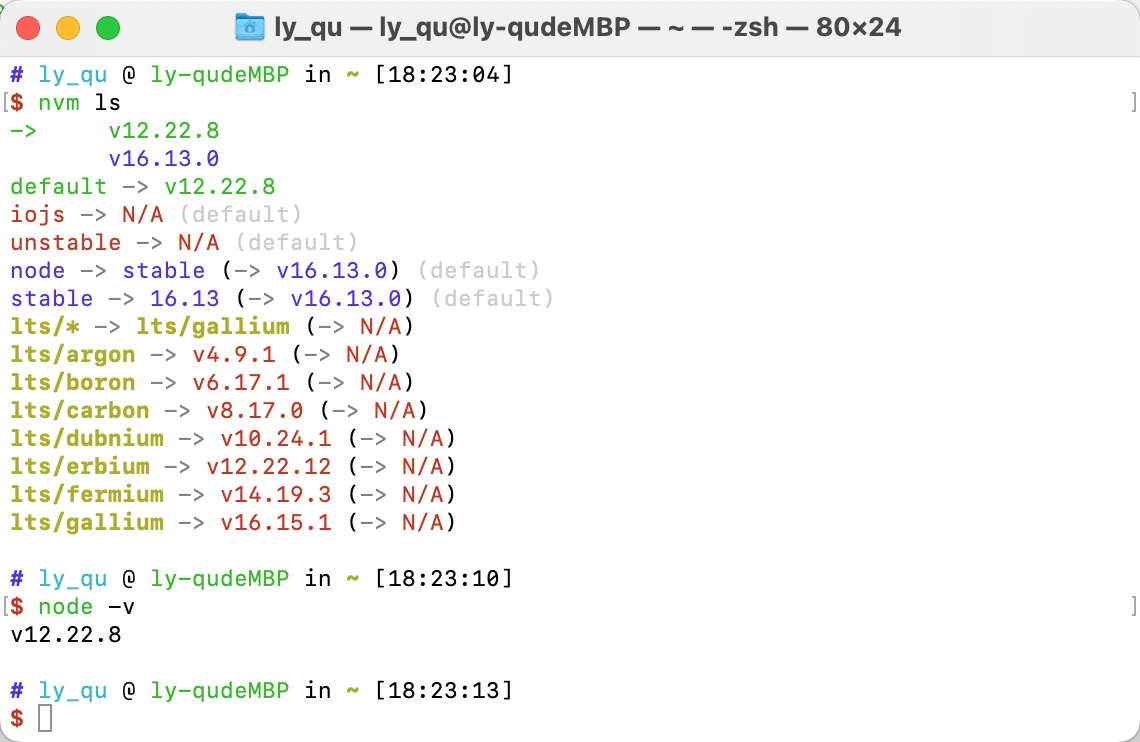 ly_qu — ly_qu@ly-qudeMBP — ~ — -zsh — 80×24
# ly_qu @ ly-qudeMBP in ~ [18:23:04]
[$ nvm ls ]
->      v12.22.8
        v16.13.0
default -> v12.22.8
iojs -> N/A (default)
unstable -> N/A (default)
node -> stable (-> v16.13.0) (default)
stable -> 16.13 (-> v16.13.0) (default)
lts/* -> lts/gallium (-> N/A)
lts/argon -> v4.9.1 (-> N/A)
lts/boron -> v6.17.1 (-> N/A)
lts/carbon -> v8.17.0 (-> N/A)
lts/dubnium -> v10.24.1 (-> N/A)
lts/erbium -> v12.22.12 (-> N/A)
lts/fermium -> v14.19.3 (-> N/A)
lts/gallium -> v16.15.1 (-> N/A)
# ly_qu @ ly-qudeMBP in ~ [18:23:10]
[$ node -v ]
v12.22.8
# ly_qu @ ly-qudeMBP in ~ [18:23:13]
$